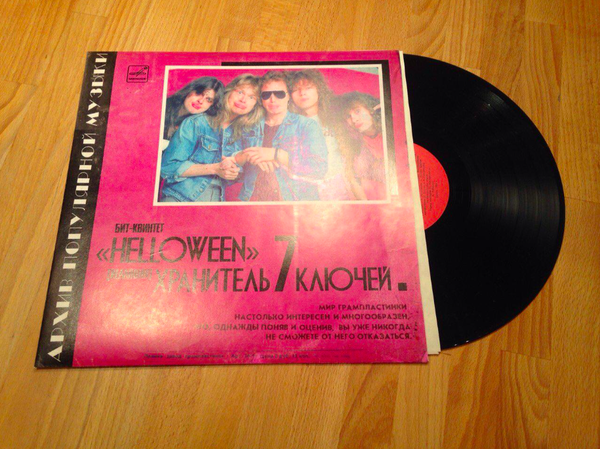 АРХИВ ПОПУЛЯРНОЙ МУЗЫКИ
БИТ-КВИНТЕТ
«HELLOWEEN»
ХРАНИТЕЛЬ 7 КЛЮЧЕЙ.
МИР ГРАМПЛАСТИНКИ
НАСТОЛЬКО ИНТЕРЕСЕН И МНОГООБРАЗЕН,
ОДНАЖДЫ ПОНЯВ И ОЦЕНИВ, ВЫ УЖЕ НИКОГДА
НЕ СМОЖЕТЕ ОТ НЕГО ОТКАЗАТЬСЯ.